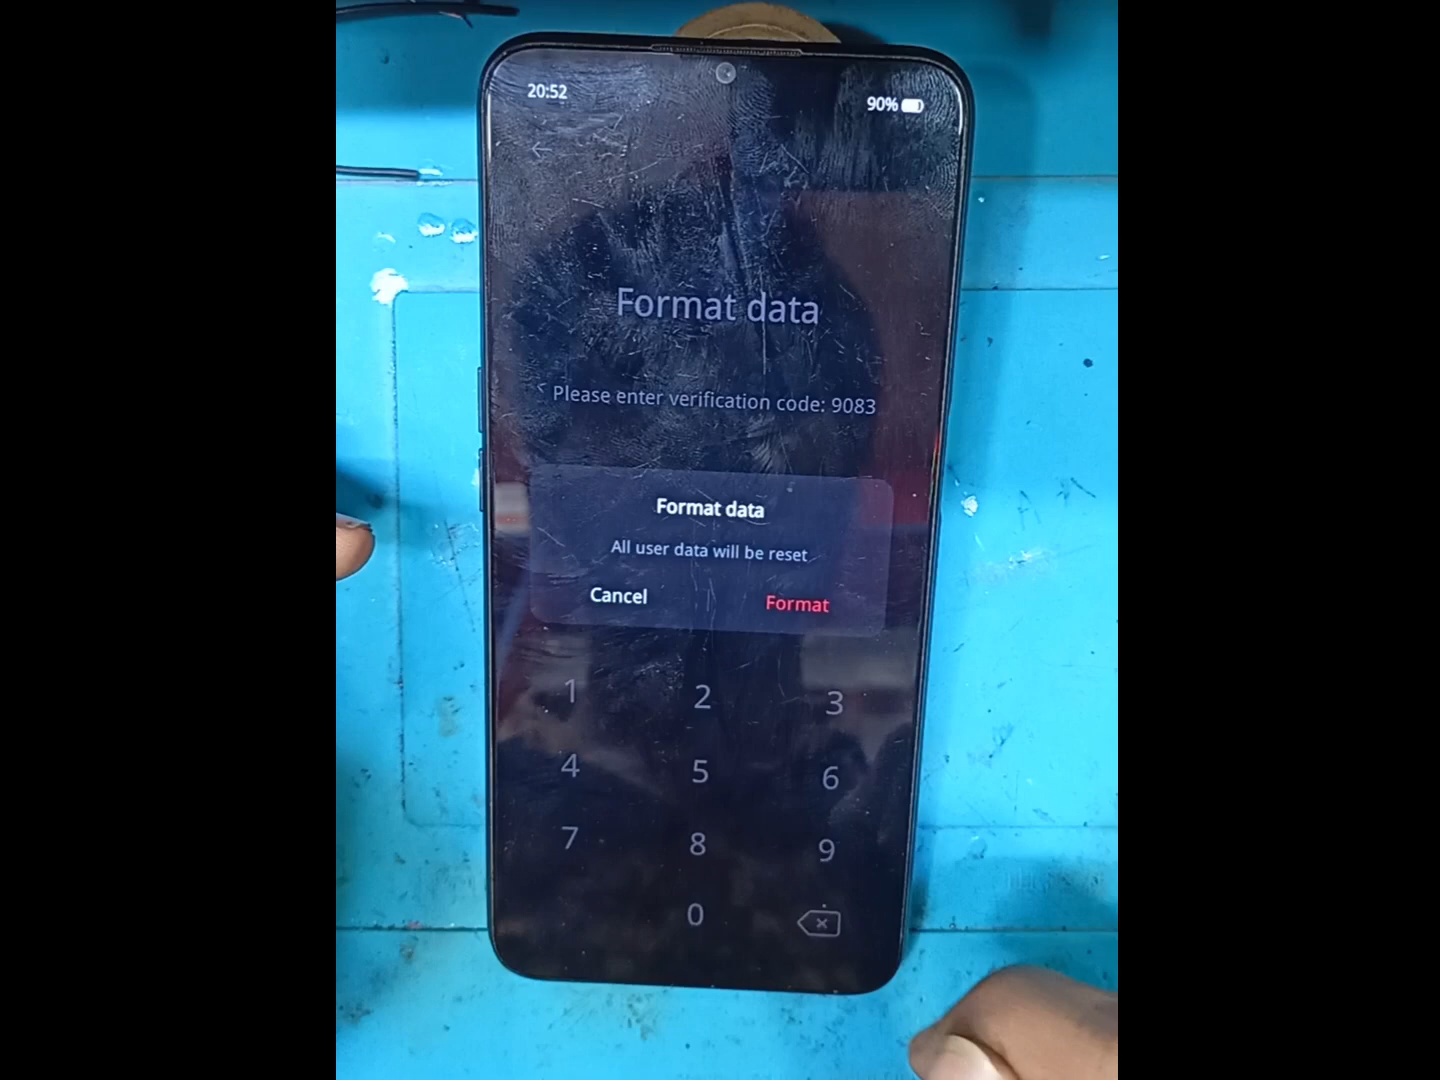 20:52
90%
Format data
Please enter verification code: 9083
Format data
All user data will be reset
Cancel Format
1 2 3
4 5 6
7 8 9
0